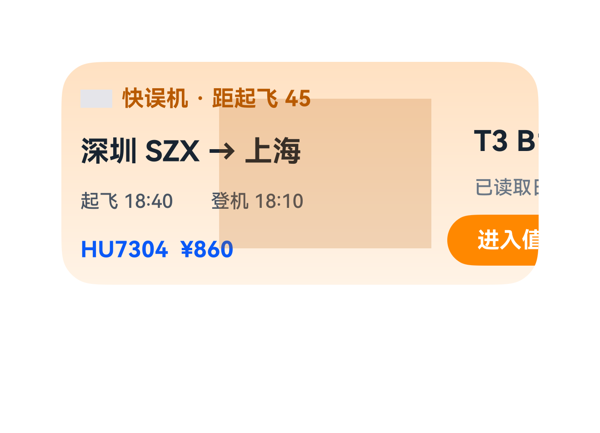 快误机 · 距起飞 45
深圳 SZX → 上海
起飞 18:40 登机 18:10
HU7304 ¥860
T3 B
已读取
进入值